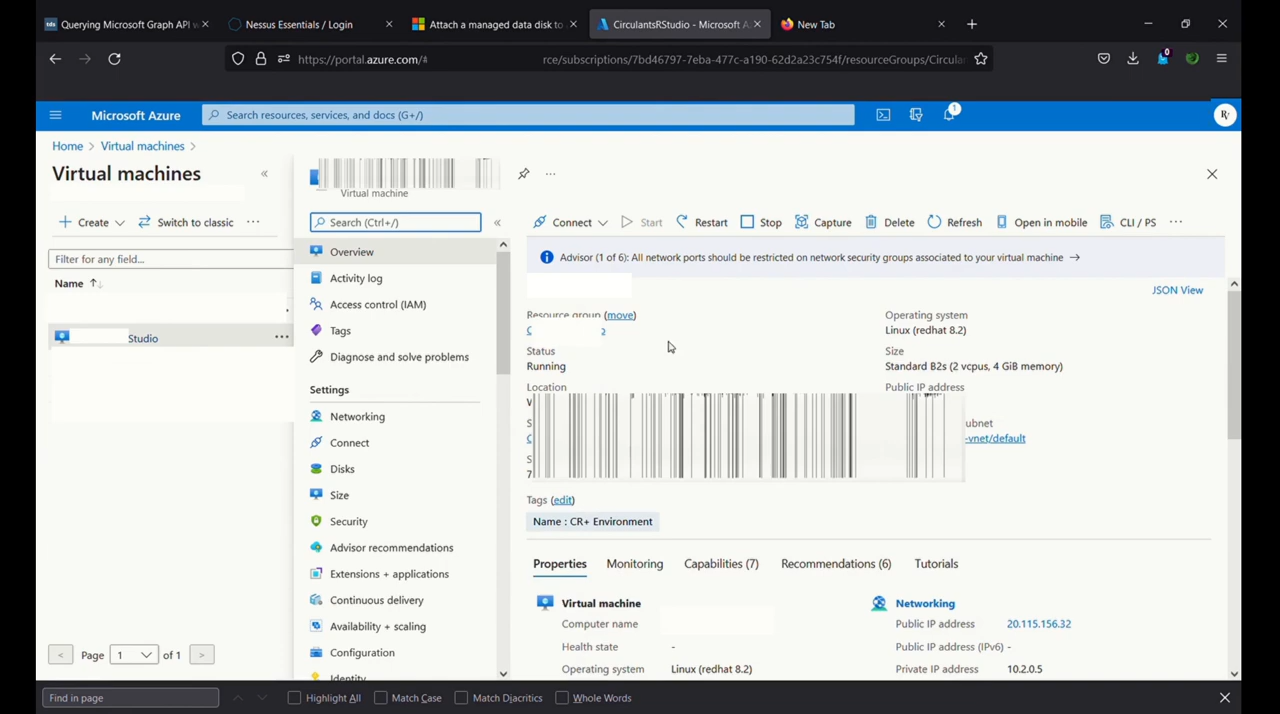 Querying Microsoft Graph API w
Nessus Essentials / Login
Attach a managed data disk to
CirculantsRStudio - Microsoft A
New Tab
https://portal.azure.com/#
rce/subscriptions/7bd46797-7eba-477c-a190-62d2a23c754f/resourceGroups/Circula
0
Microsoft Azure
Search resources, services, and docs (G+/)
1
Home > Virtual machines >
Virtual machines
Virtual machine
Create
Switch to classic
Search (Ctrl+/)
Connect
Start
Restart
Stop
Capture
Delete
Refresh
Open in mobile
CLI / PS
Filter for any field...
Name
Studio
Page 1 of 1
Overview
Activity log
Access control (IAM)
Tags
Diagnose and solve problems
Settings
Networking
Connect
Disks
Size
Security
Advisor recommendations
Extensions + applications
Continuous delivery
Availability + scaling
Configuration
Identity
Advisor (1 of 6): All network ports should be restricted on network security groups associated to your virtual machine →
JSON View
Resource group (move)
Status
Running
Location
Operating system
Linux (redhat 8.2)
Size
Standard B2s (2 vcpus, 4 GiB memory)
Public IP address
ubnet
-vnet/default
7
Tags (edit)
Name : CR+ Environment
Properties
Monitoring
Capabilities (7)
Recommendations (6)
Tutorials
Virtual machine
Computer name
Health state -
Operating system Linux (redhat 8.2)
Networking
Public IP address 20.115.156.32
Public IP address (IPv6) -
Private IP address 10.2.0.5
Find in page
Highlight All
Match Case
Match Diacritics
Whole Words